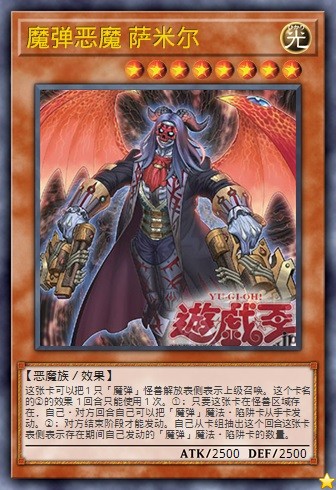 魔弹恶魔 萨米尔
光
YU-GI-OH!
遊戯王
【恶魔族／效果】
这张卡可以把1只「魔弹」怪兽解放表侧表示上级召唤。这个卡名
的②的效果1回合只能使用1次。①：只要这张卡在怪兽区域存
在，自己·对方回合自己可以把「魔弹」魔法·陷阱卡从手卡发
动。②：对方结束阶段才能发动。自己从卡组抽出这个回合这张卡
表侧表示存在期间自己发动的「魔弹」魔法·陷阱卡的数量。
ATK/2500 DEF/2500